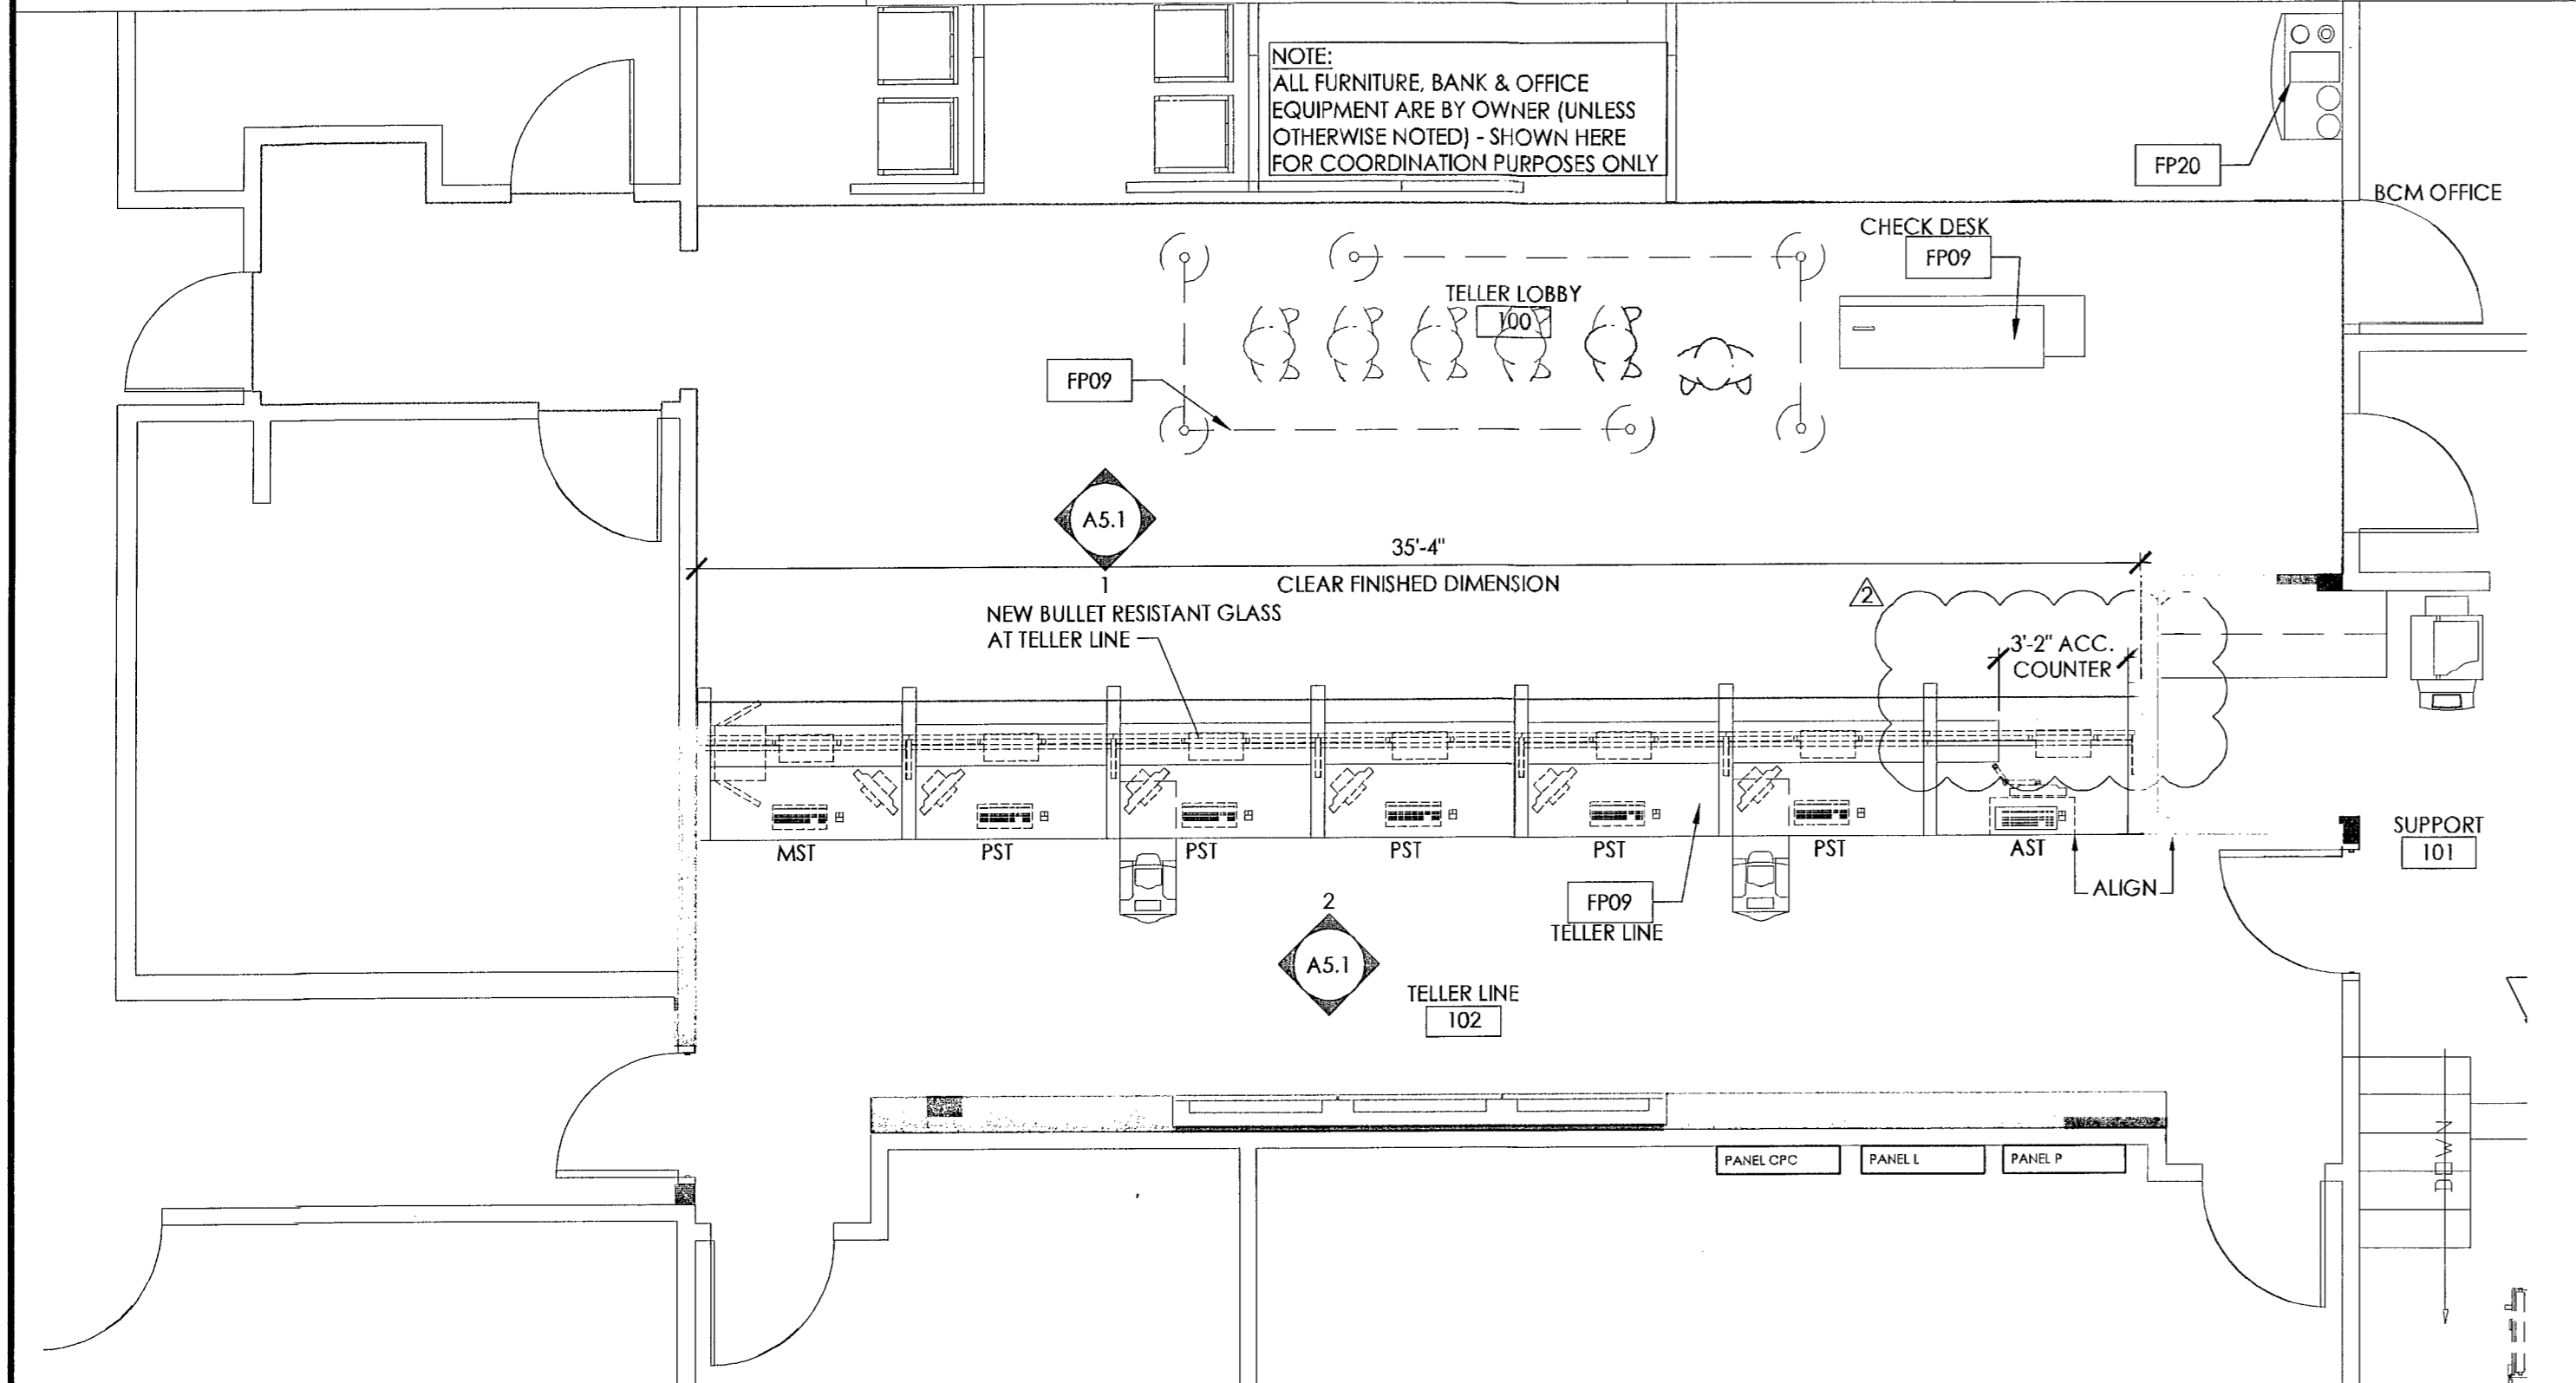 NOTE:
ALL FURNITURE, BANK & OFFICE
EQUIPMENT ARE BY OWNER (UNLESS
OTHERWISE NOTED) - SHOWN HERE
FOR COORDINATION PURPOSES ONLY
FP20
BCM OFFICE
CHECK DESK
FP09
TELLER LOBBY
100
FP09
A5.1
1
35'-4"
CLEAR FINISHED DIMENSION
NEW BULLET RESISTANT GLASS
AT TELLER LINE
2
3'-2" ACC.
COUNTER
MST
PST
PST
PST
PST
PST
AST
ALIGN
SUPPORT
101
FP09
TELLER LINE
2
A5.1
TELLER LINE
102
PANEL CPC
PANEL L
PANEL P
DOWN